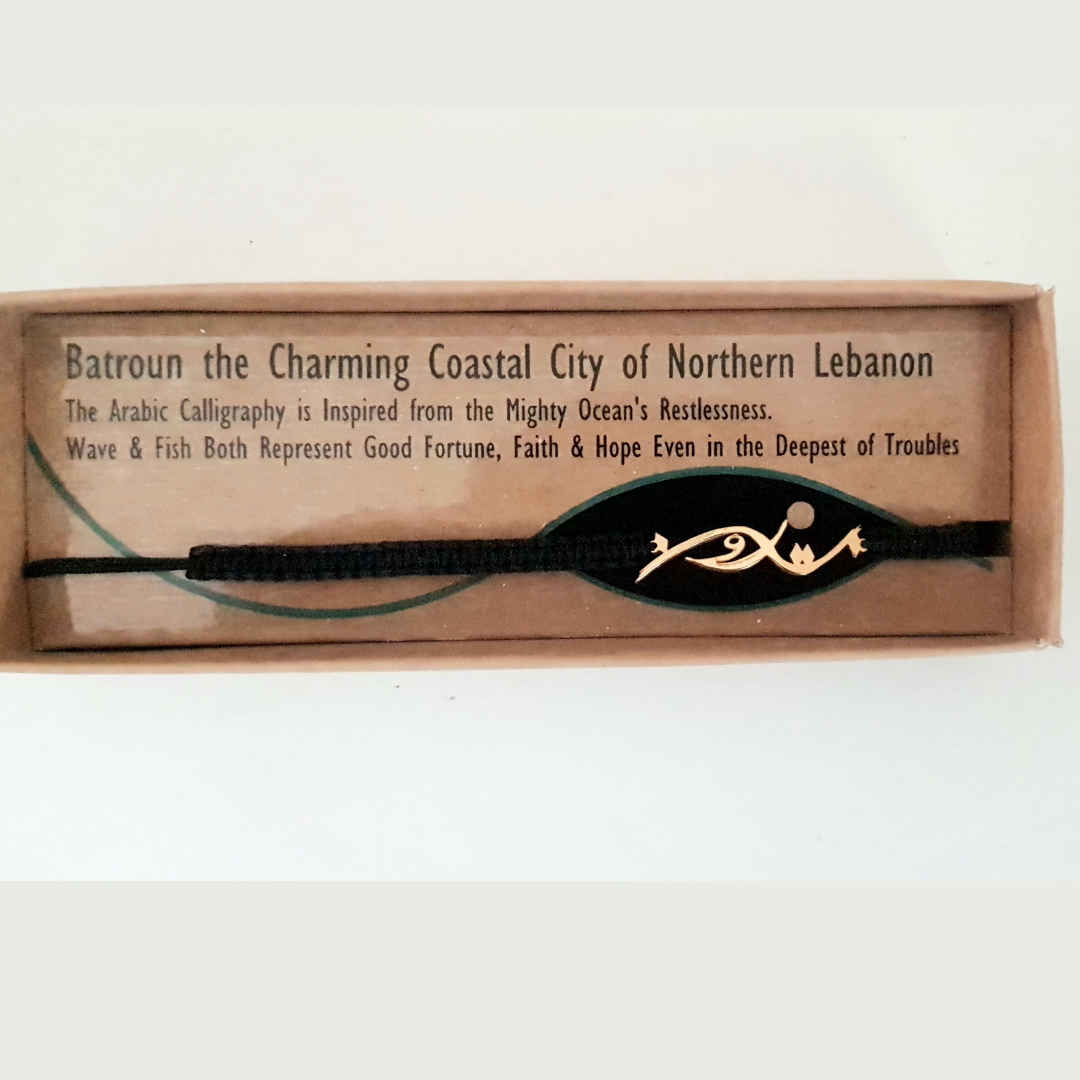 Batroun the Charming Coastal City of Northern Lebanon
The Arabic Calligraphy is Inspired from the Mighty Ocean's Restlessness.
Wave & Fish Both Represent Good Fortune, Faith & Hope Even in the Deepest of Troubles